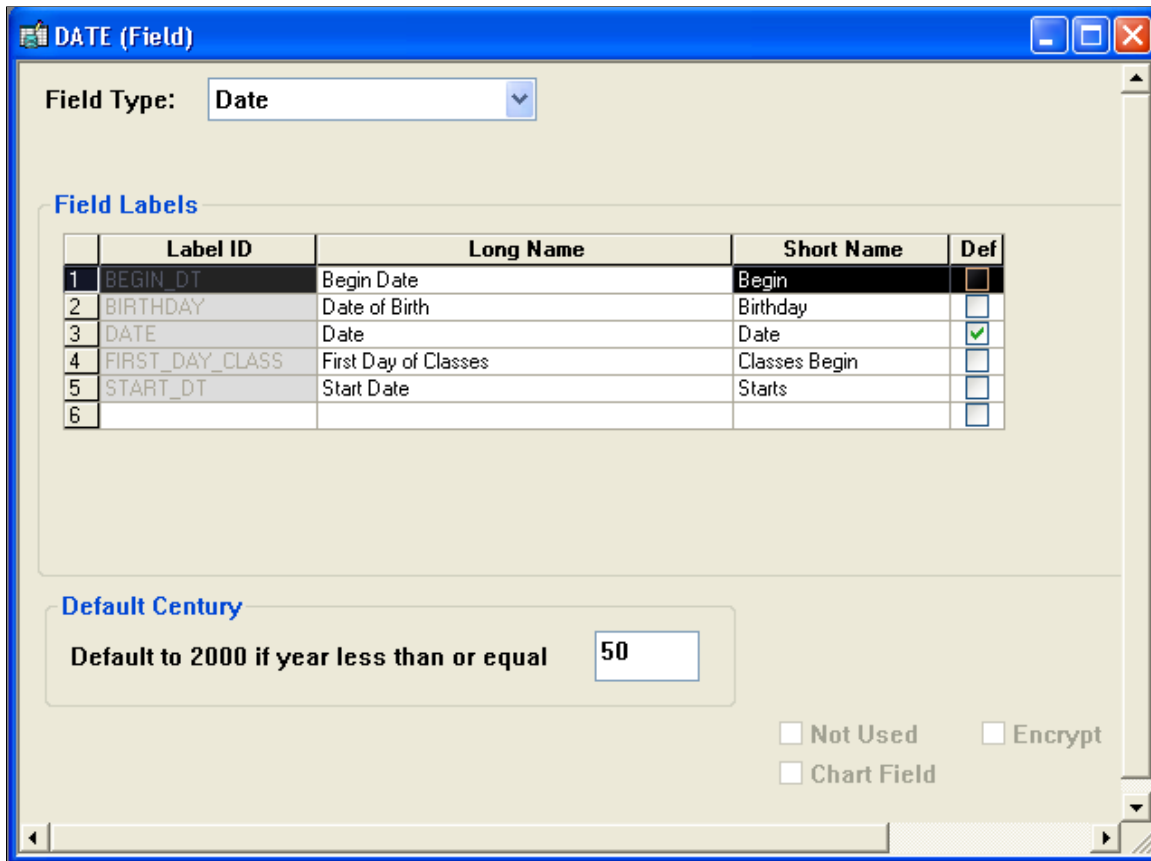 DATE (Field)
Field Type: Date
Field Labels
Label ID Long Name Short Name Def
1 BEGIN_DT Begin Date Begin
2 BIRTHDAY Date of Birth Birthday
3 DATE Date Date
4 FIRST_DAY_CLASS First Day of Classes Classes Begin
5 START_DT Start Date Starts
6
Default Century
Default to 2000 if year less than or equal 50
Not Used Encrypt
Chart Field